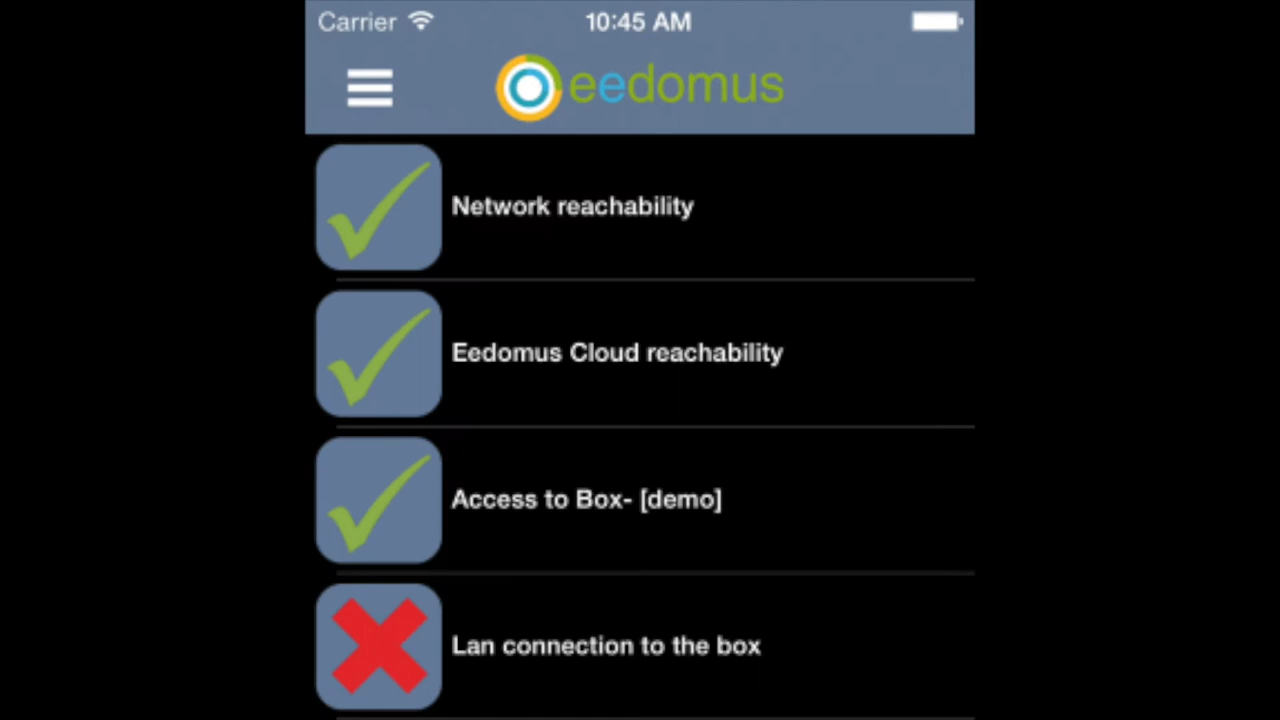 Carrier 10:45 AM
eedomus
Network reachability
Eedomus Cloud reachability
Access to Box- [demo]
Lan connection to the box